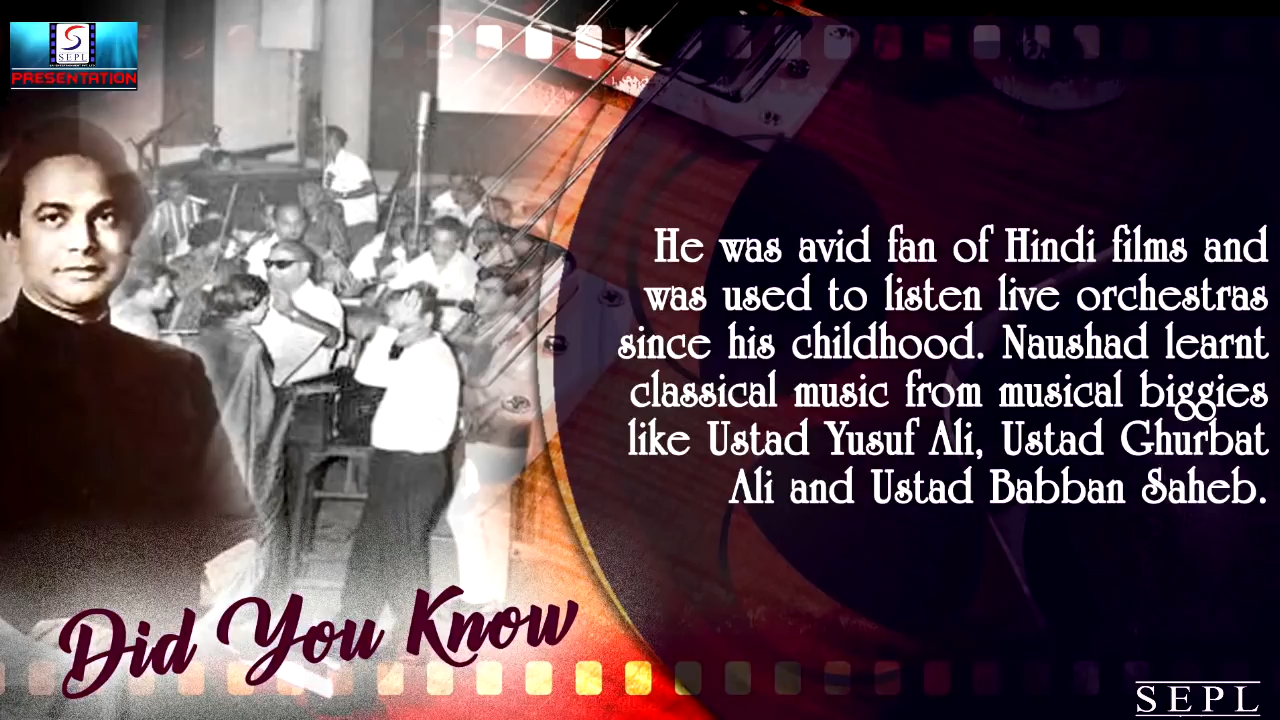 SEPL
PRESENTATION
He was avid fan of Hindi films and
was used to listen live orchestras
since his childhood. Naushad learnt
classical music from musical biggies
like Ustad Yusuf Ali, Ustad Ghurbat
Ali and Ustad Babban Saheb.
Did You Know
SEPL